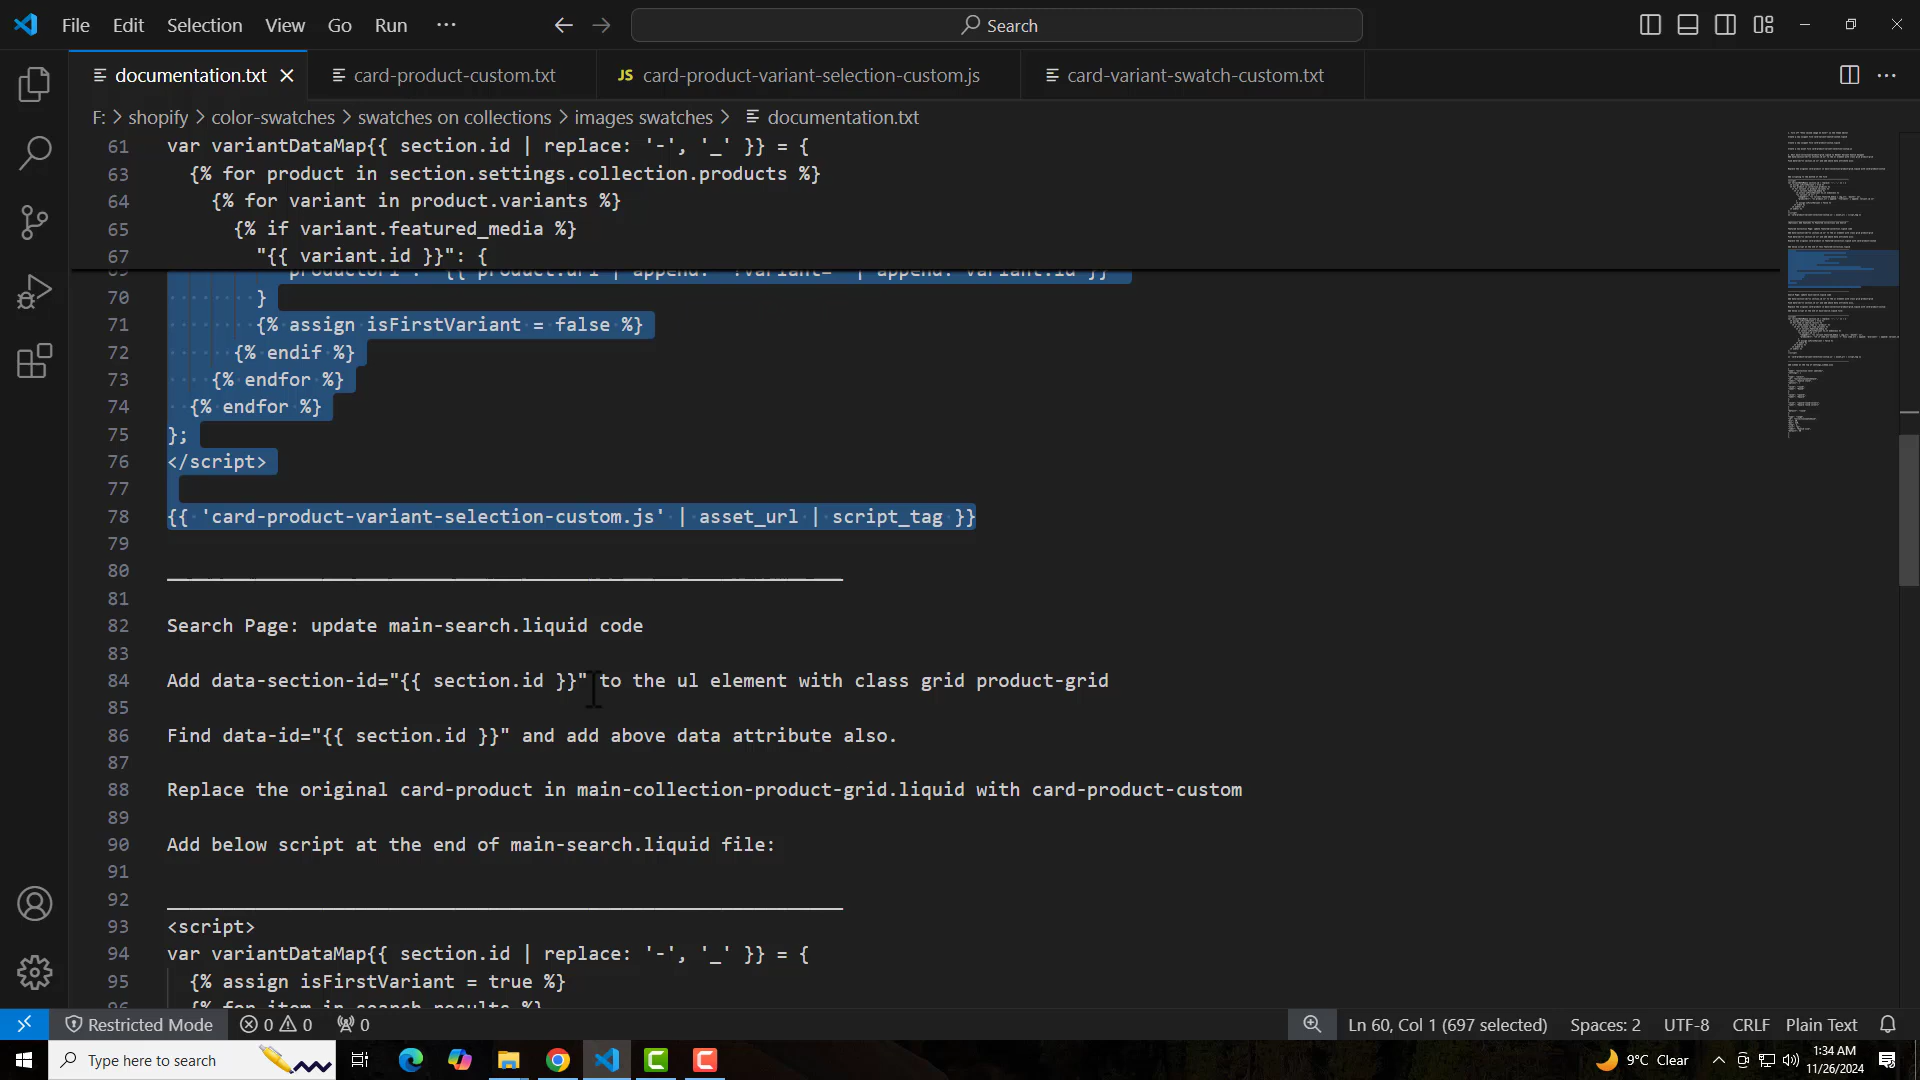 File Edit Selection View Go Run ··· Search
documentation.txt card-product-custom.txt JS card-product-variant-selection-custom.js card-variant-swatch-custom.txt
F: > shopify > color-swatches > swatches on collections > images swatches > documentation.txt
61 var variantDataMap{{ section.id | replace: '-', '_' }} = {
63 {% for product in section.settings.collection.products %}
64 {% for variant in product.variants %}
65 {% if variant.featured_media %}
67 "{{ variant.id }}": {
70 }
71 {% assign isFirstVariant = false %}
72 {% endif %}
73 {% endfor %}
74 {% endfor %}
75 };
76 </script>
77
78 {{ 'card-product-variant-selection-custom.js' | asset_url | script_tag }}
79
80
81
82 Search Page: update main-search.liquid code
83
84 Add data-section-id="{{ section.id }}" to the ul element with class grid product-grid
85
86 Find data-id="{{ section.id }}" and add above data attribute also.
87
88 Replace the original card-product in main-collection-product-grid.liquid with card-product-custom
89
90 Add below script at the end of main-search.liquid file:
91
92
93 <script>
94 var variantDataMap{{ section.id | replace: '-', '_' }} = {
95 {% assign isFirstVariant = true %}
96 {% for item in search.results %}
Restricted Mode 0 0 0 Ln 60, Col 1 (697 selected) Spaces: 2 UTF-8 CRLF Plain Text
Type here to search 9°C Clear 1:34 AM
11/26/2024